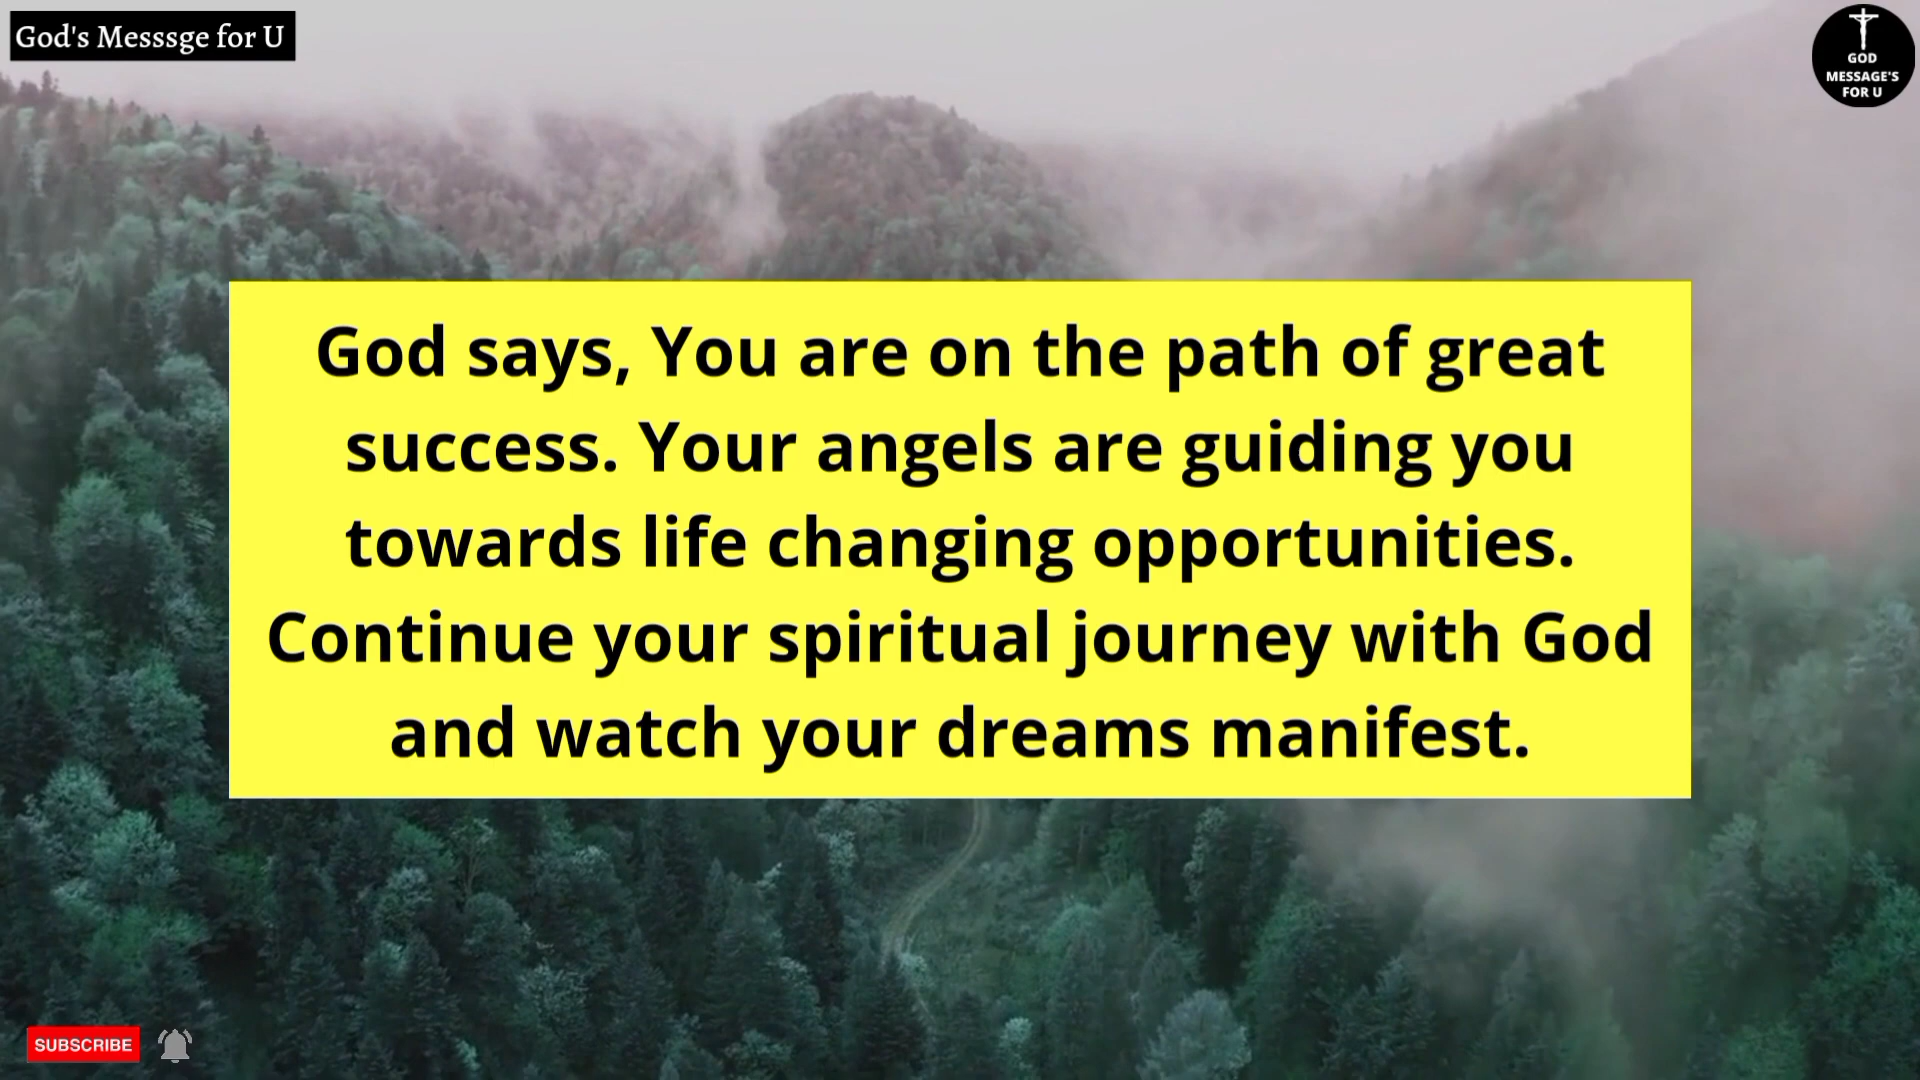 God's Messsge for U
GOD
MESSAGE'S
FOR U
God says, You are on the path of great
success. Your angels are guiding you
towards life changing opportunities.
Continue your spiritual journey with God
and watch your dreams manifest.
SUBSCRIBE